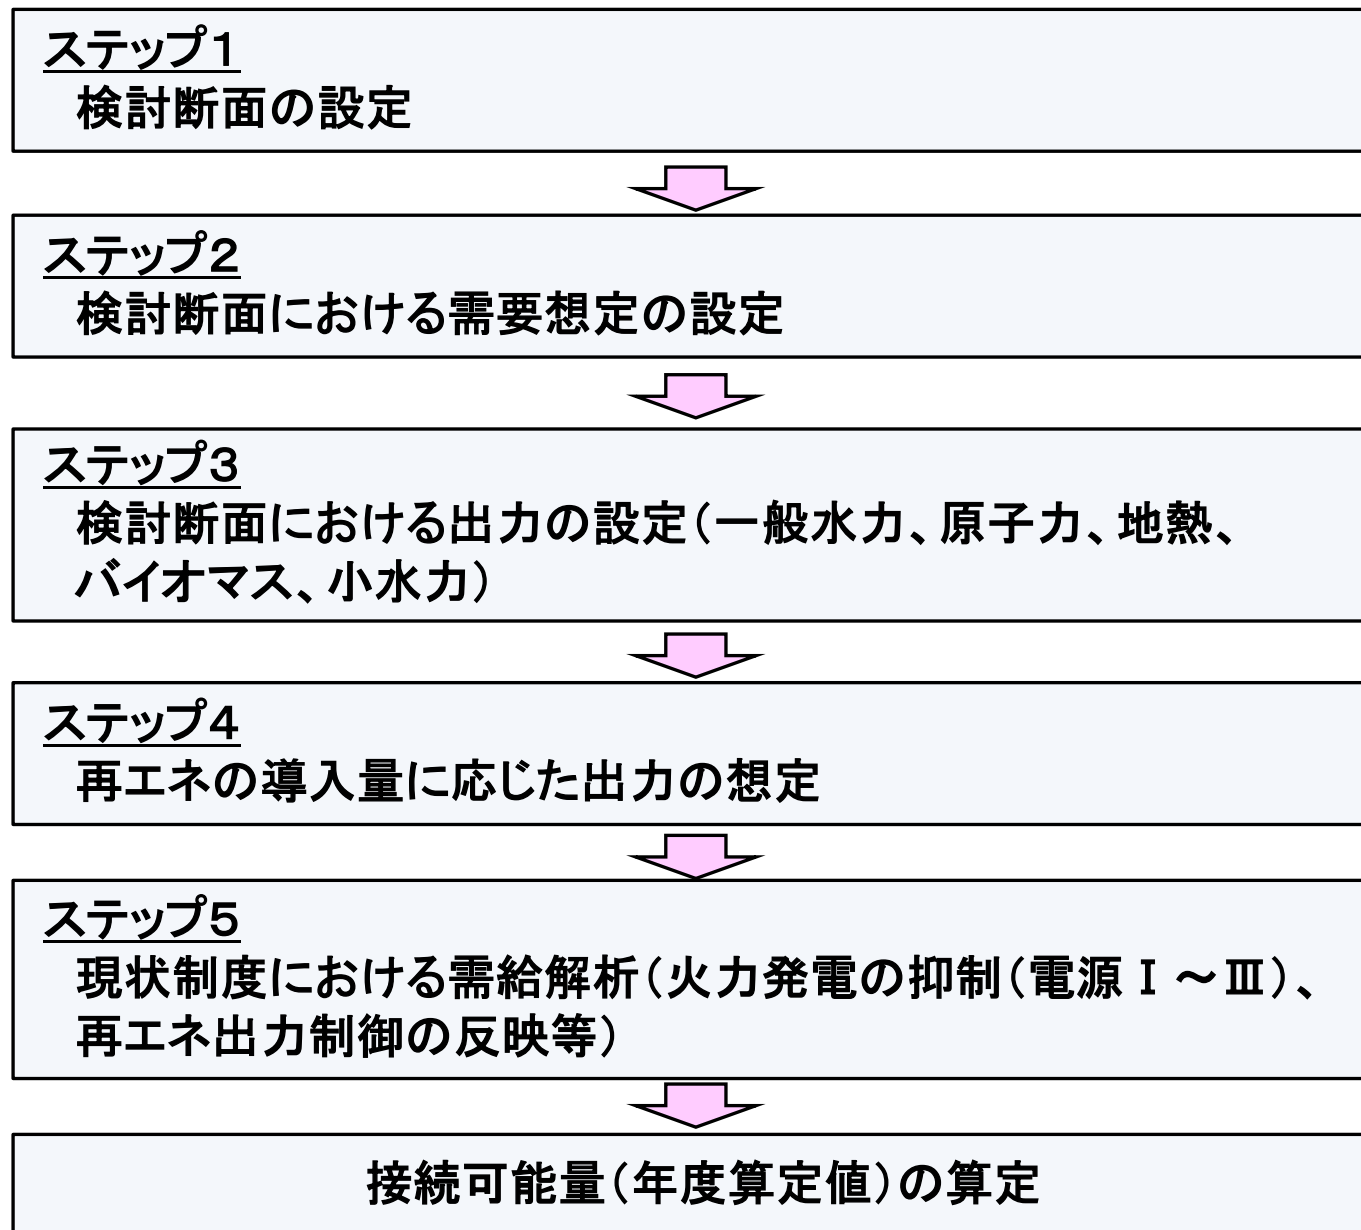 ステップ1
検討断面の設定
ステップ2
検討断面における需要想定の設定
ステップ3
検討断面における出力の設定(一般水力、原子力、地熱、
バイオマス、小水力)
ステップ4
再エネの導入量に応じた出力の想定
ステップ5
現状制度における需給解析(火力発電の抑制(電源Ⅰ～Ⅲ)、
再エネ出力制御の反映等)
接続可能量(年度算定値)の算定